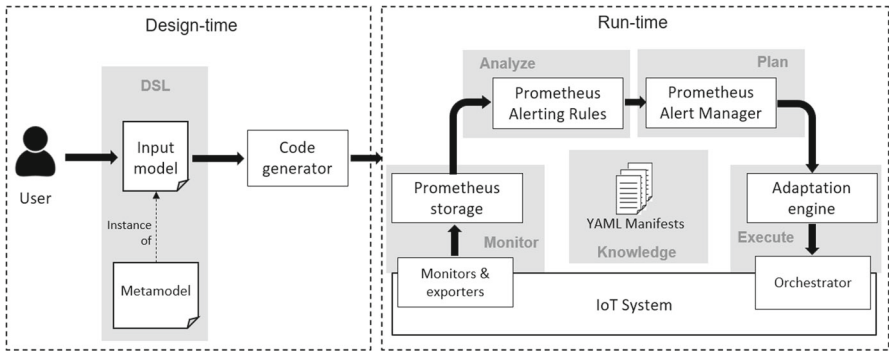 Design-time
DSL
User
Input
model
Code
generator
Instance
of
Metamodel
Run-time
Analyze
Prometheus
Alerting Rules
Plan
Prometheus
Alert Manager
Prometheus
storage
Monitor
YAML Manifests
Knowledge
Adaptation
engine
Execute
Monitors &
exporters
IoT System
Orchestrator